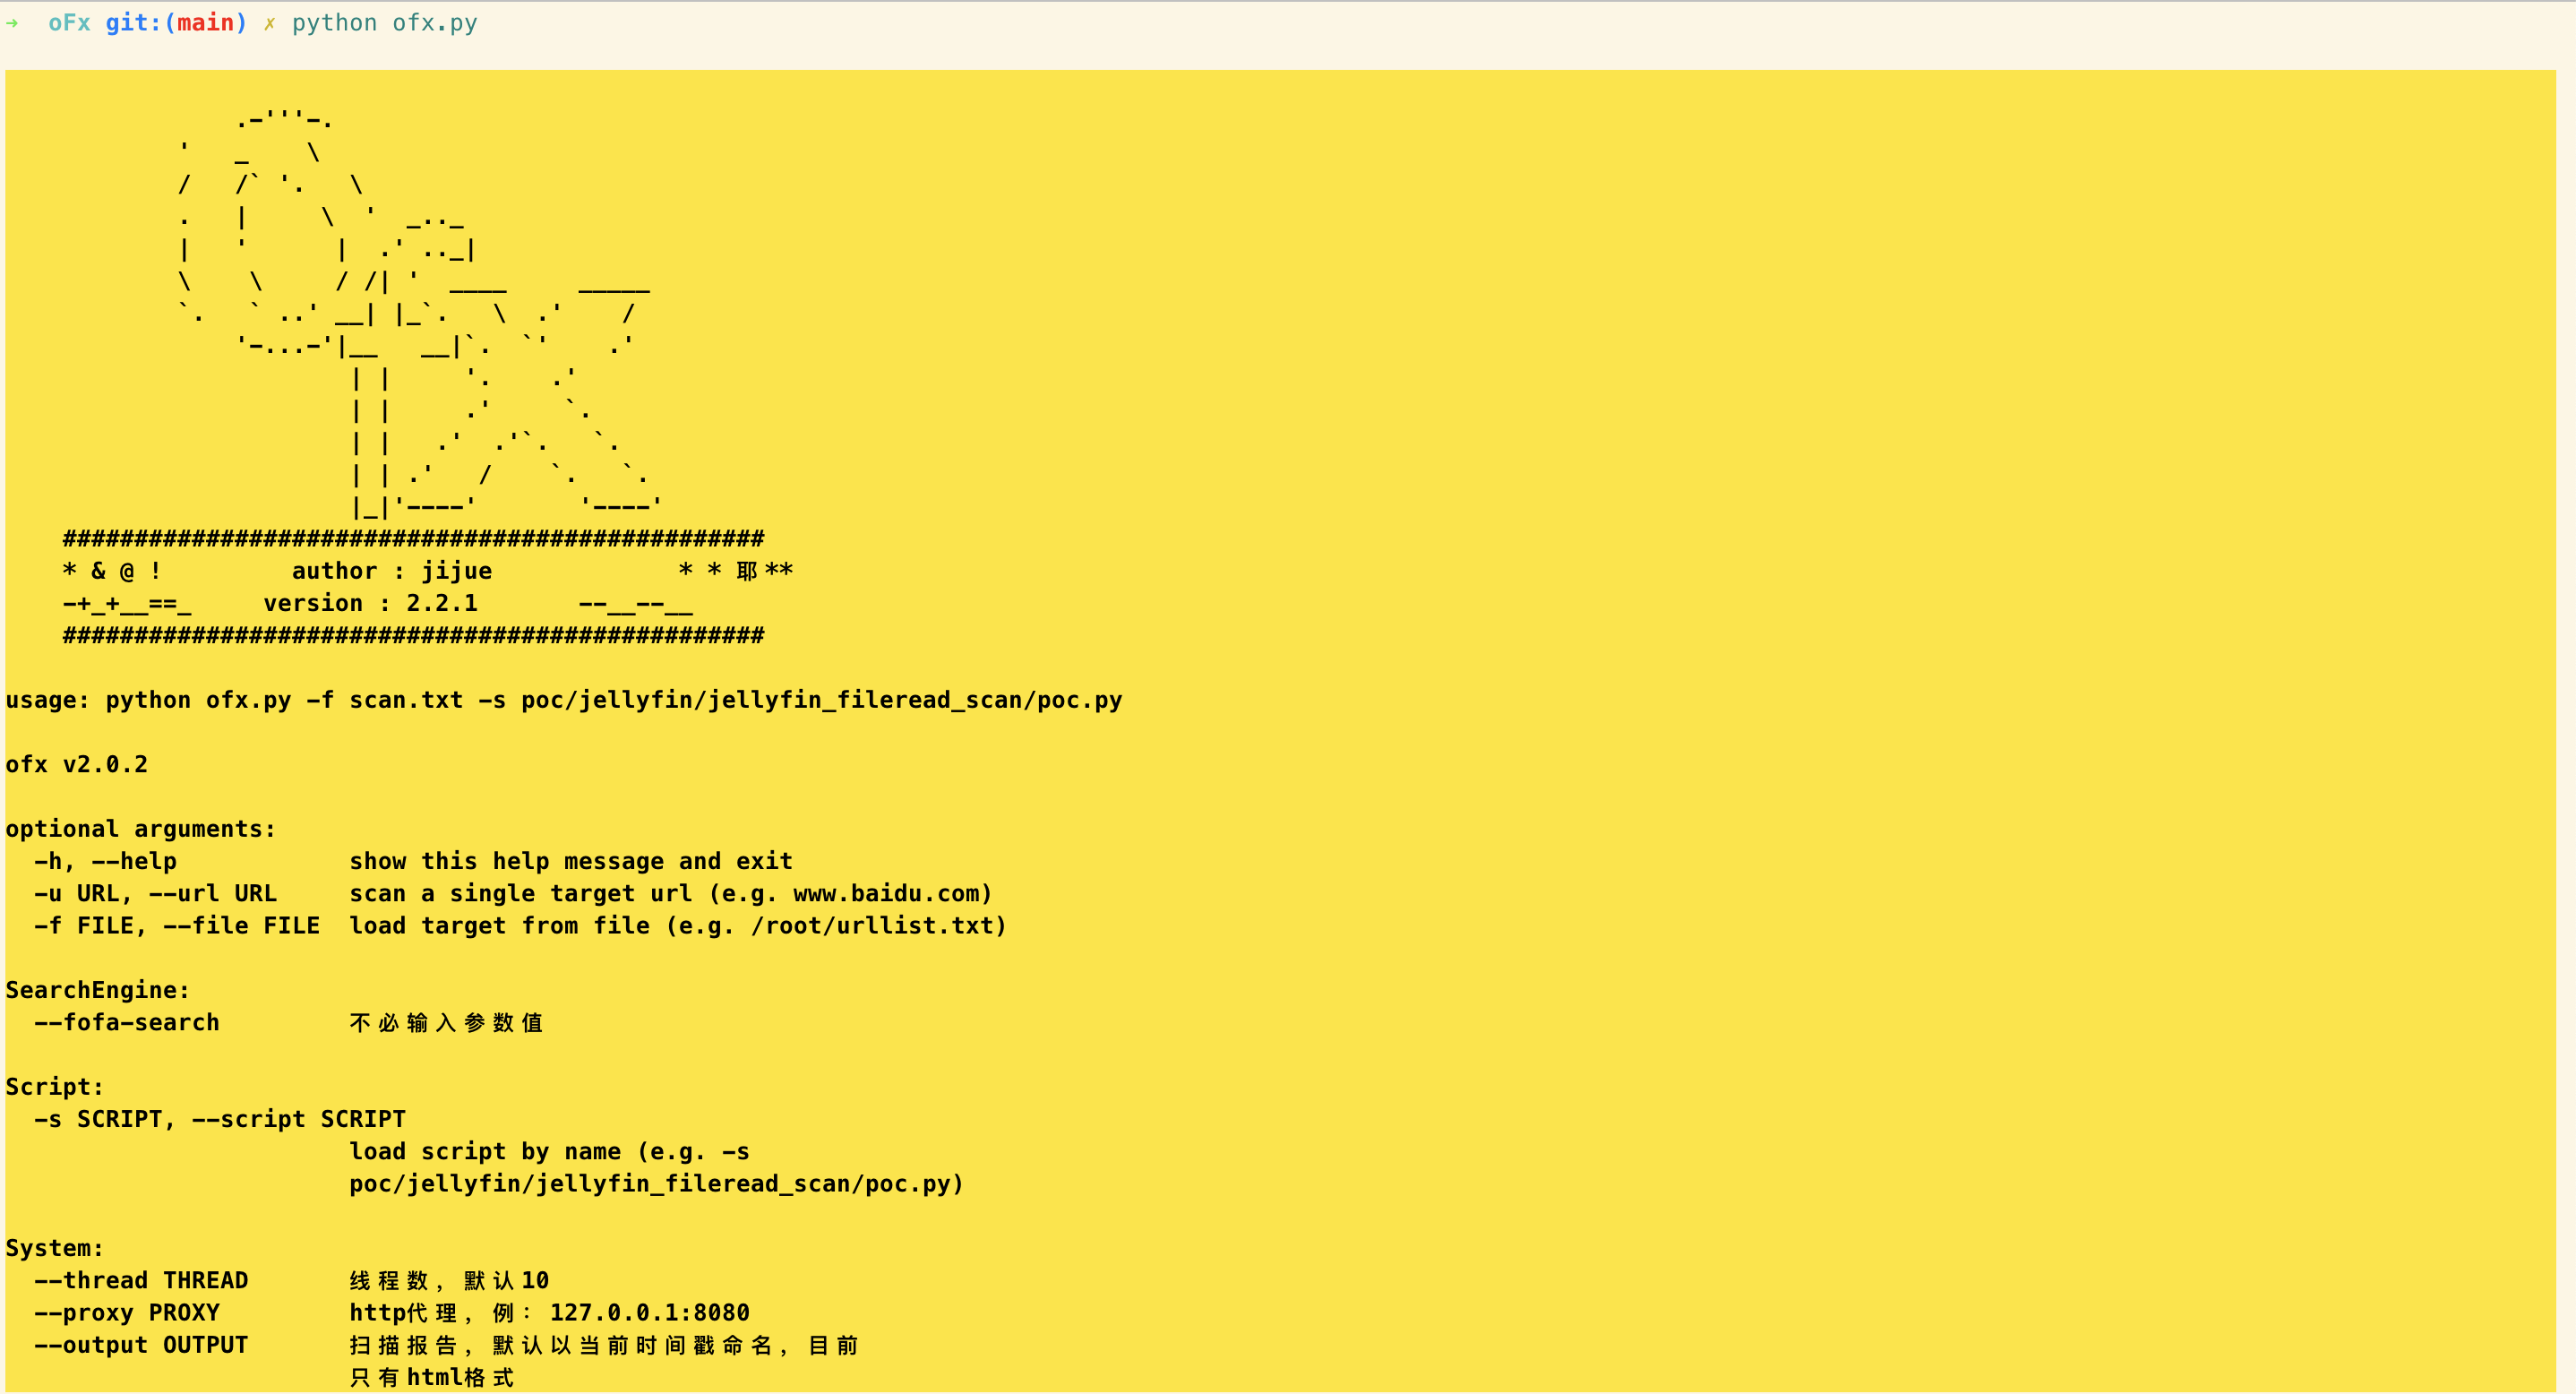 ➜  oFx git:(main) ✗ python ofx.py
                .-'''-.
            '   _    \
            /   /` '.   \
            .   |     \  '  _.._
            |   '      |  .' .._|
            \    \     / /| '  ____     _____
            `.   ` ..' __| |_`.   \  .'    /
                '-...-'|__   __|`.  `'    .'
                        | |     '.    .'
                        | |     .'     `.
                        | |   .'  .'`.   `.
                        | | .'   /    `.   `.
                        |_|'----'       '----'
    #################################################
    * & @ !         author : jijue             * * 耶**
    -+_+__==_     version : 2.2.1       --__--__
    #################################################
usage: python ofx.py -f scan.txt -s poc/jellyfin/jellyfin_fileread_scan/poc.py
ofx v2.0.2
optional arguments:
  -h, --help            show this help message and exit
  -u URL, --url URL     scan a single target url (e.g. www.baidu.com)
  -f FILE, --file FILE  load target from file (e.g. /root/urllist.txt)
SearchEngine:
  --fofa-search         不必输入参数值
Script:
  -s SCRIPT, --script SCRIPT
                        load script by name (e.g. -s
                        poc/jellyfin/jellyfin_fileread_scan/poc.py)
System:
  --thread THREAD       线程数，默认10
  --proxy PROXY         http代理，例：127.0.0.1:8080
  --output OUTPUT       扫描报告，默认以当前时间戳命名，目前
                        只有html格式